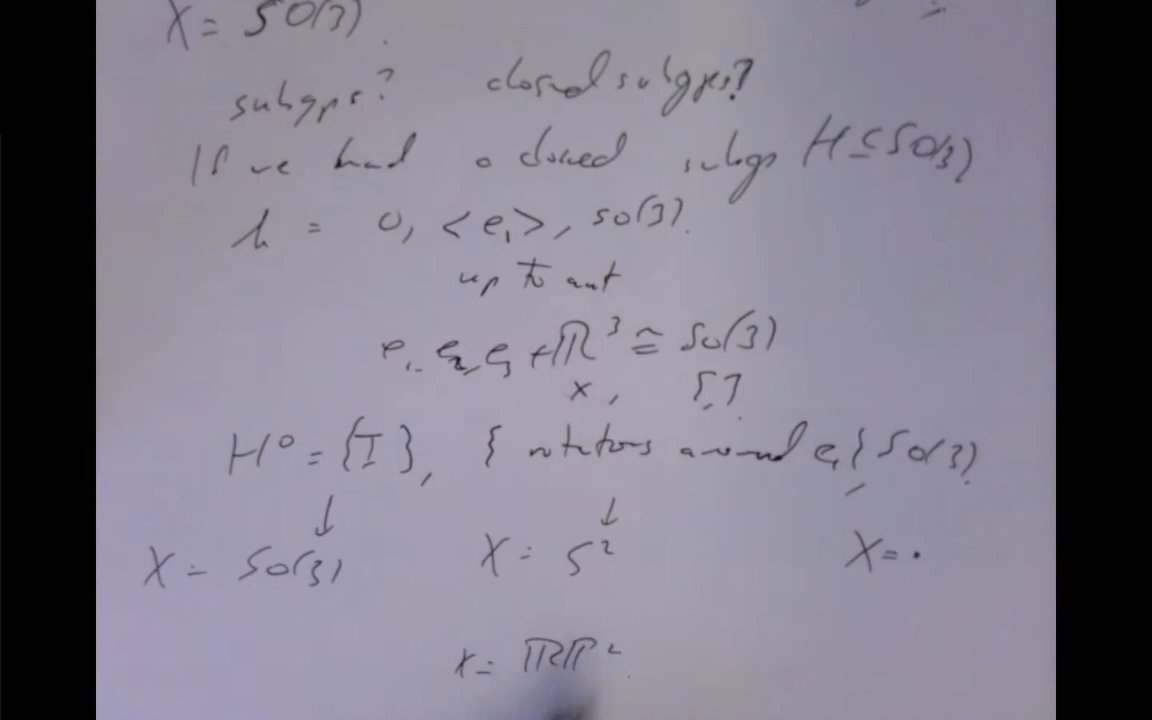 X = SO(3).
subgps? closed subgps?
If we had a closed subgp H ≤ SO(3)
h = 0, <e₁>, so(3).
up to aut
e₁, e₂, e₃ ∈ ℝ³ ≅ so(3)
x, [,]
H⁰ = {I}, { rotations around e₁} SO(3)
↓ ↓
X = SO(3) X = S² X = ·
X = ℝP²